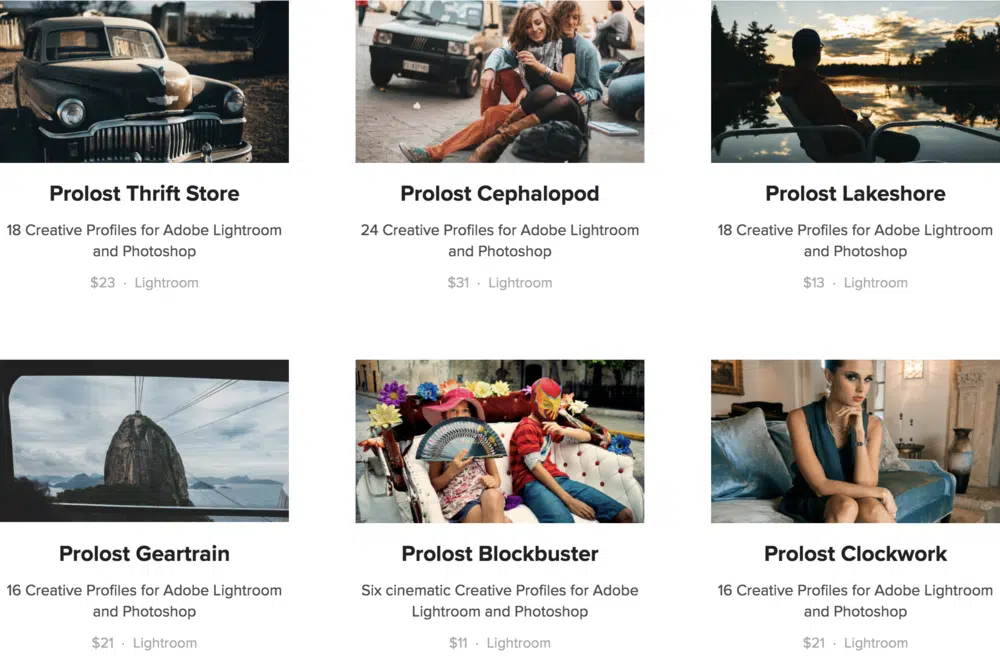 Prolost Thrift Store
18 Creative Profiles for Adobe Lightroom
and Photoshop
$23 · Lightroom
Prolost Cephalopod
24 Creative Profiles for Adobe Lightroom
and Photoshop
$31 · Lightroom
Prolost Lakeshore
18 Creative Profiles for Adobe Lightroom
and Photoshop
$13 · Lightroom
Prolost Geartrain
16 Creative Profiles for Adobe Lightroom
and Photoshop
$21 · Lightroom
Prolost Blockbuster
Six cinematic Creative Profiles for Adobe
Lightroom and Photoshop
$11 · Lightroom
Prolost Clockwork
16 Creative Profiles for Adobe Lightroom
and Photoshop
$21 · Lightroom